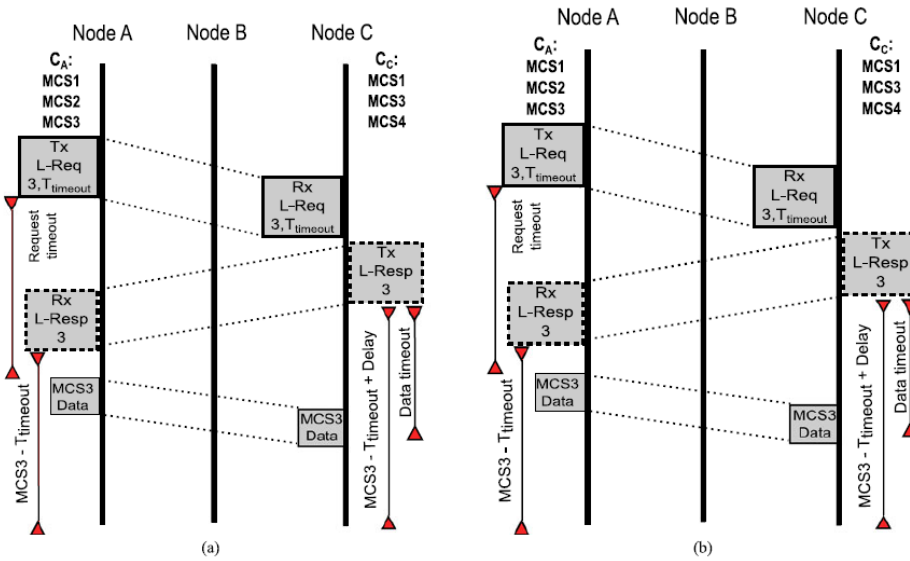 Node A
Node B
Node C
C_A:
MCS1
MCS2
MCS3
C_C:
MCS1
MCS3
MCS4
Tx
L-Req
3,T_timeout
Rx
L-Req
3,T_timeout
Request
timeout
Tx
L-Resp
3
Rx
L-Resp
3
MCS3
Data
MCS3
Data
MCS3 - T_timeout
MCS3 - T_timeout + Delay
Data timeout
(a)
Node A
Node B
Node C
C_A:
MCS1
MCS2
MCS3
C_C:
MCS1
MCS3
MCS4
Tx
L-Req
3,T_timeout
Rx
L-Req
3,T_timeout
Request
timeout
Tx
L-Resp
3
Rx
L-Resp
3
MCS3
Data
MCS3
Data
MCS3 - T_timeout
MCS3 - T_timeout + Delay
Data timeout
(b)